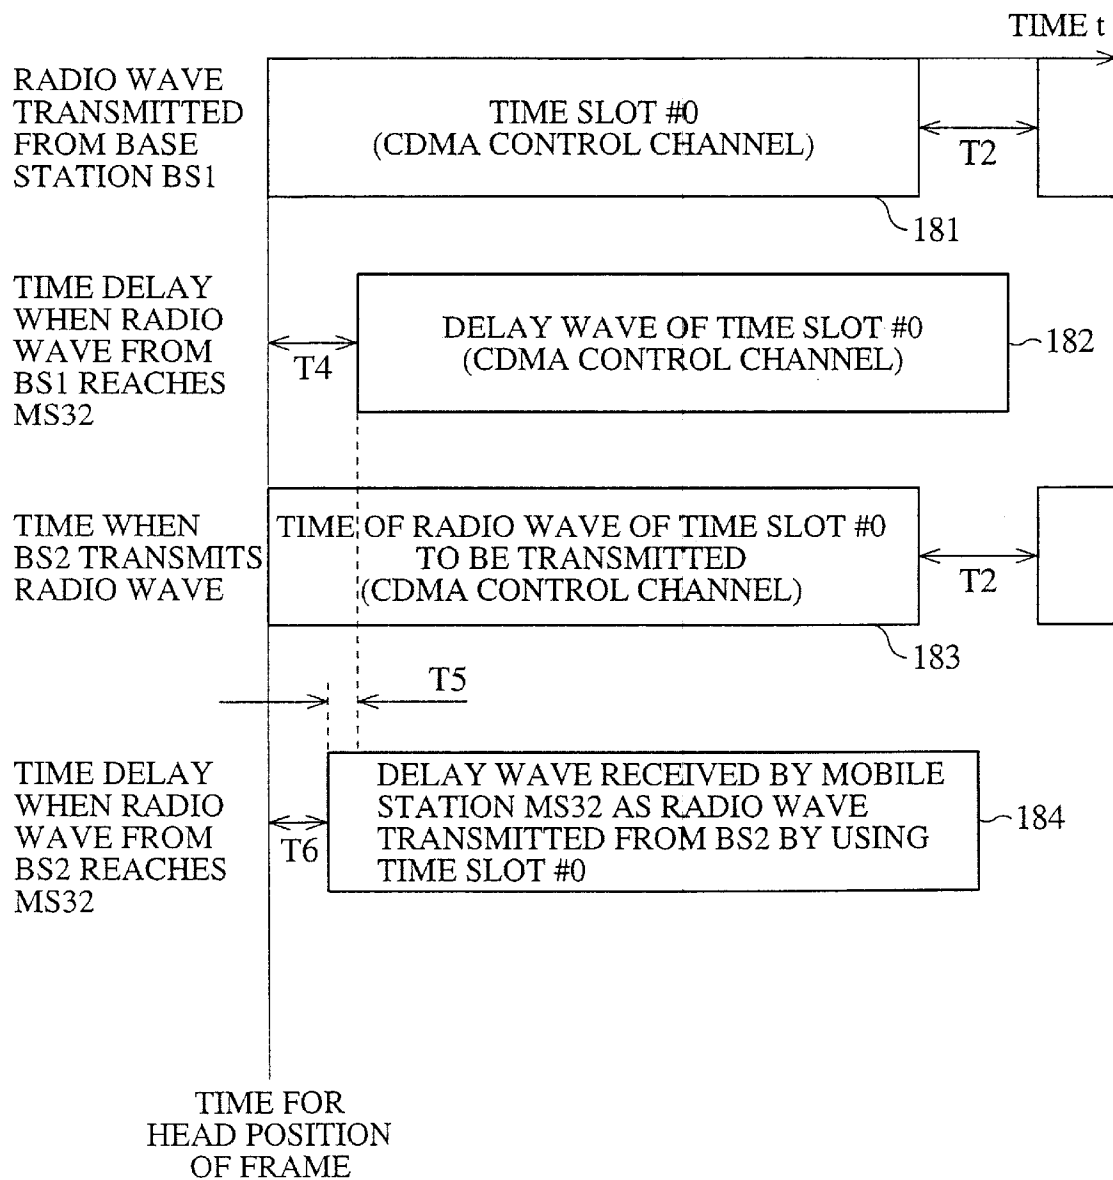 TIME t
RADIO WAVE
TRANSMITTED
FROM BASE
STATION BS1
TIME SLOT #0
(CDMA CONTROL CHANNEL)
T2
181
TIME DELAY
WHEN RADIO
WAVE FROM
BS1 REACHES
MS32
T4
DELAY WAVE OF TIME SLOT #0
(CDMA CONTROL CHANNEL)
182
TIME WHEN
BS2 TRANSMITS
RADIO WAVE
TIME OF RADIO WAVE OF TIME SLOT #0
TO BE TRANSMITTED
(CDMA CONTROL CHANNEL)
T2
183
T5
TIME DELAY
WHEN RADIO
WAVE FROM
BS2 REACHES
MS32
T6
DELAY WAVE RECEIVED BY MOBILE
STATION MS32 AS RADIO WAVE
TRANSMITTED FROM BS2 BY USING
TIME SLOT #0
184
TIME FOR
HEAD POSITION
OF FRAME